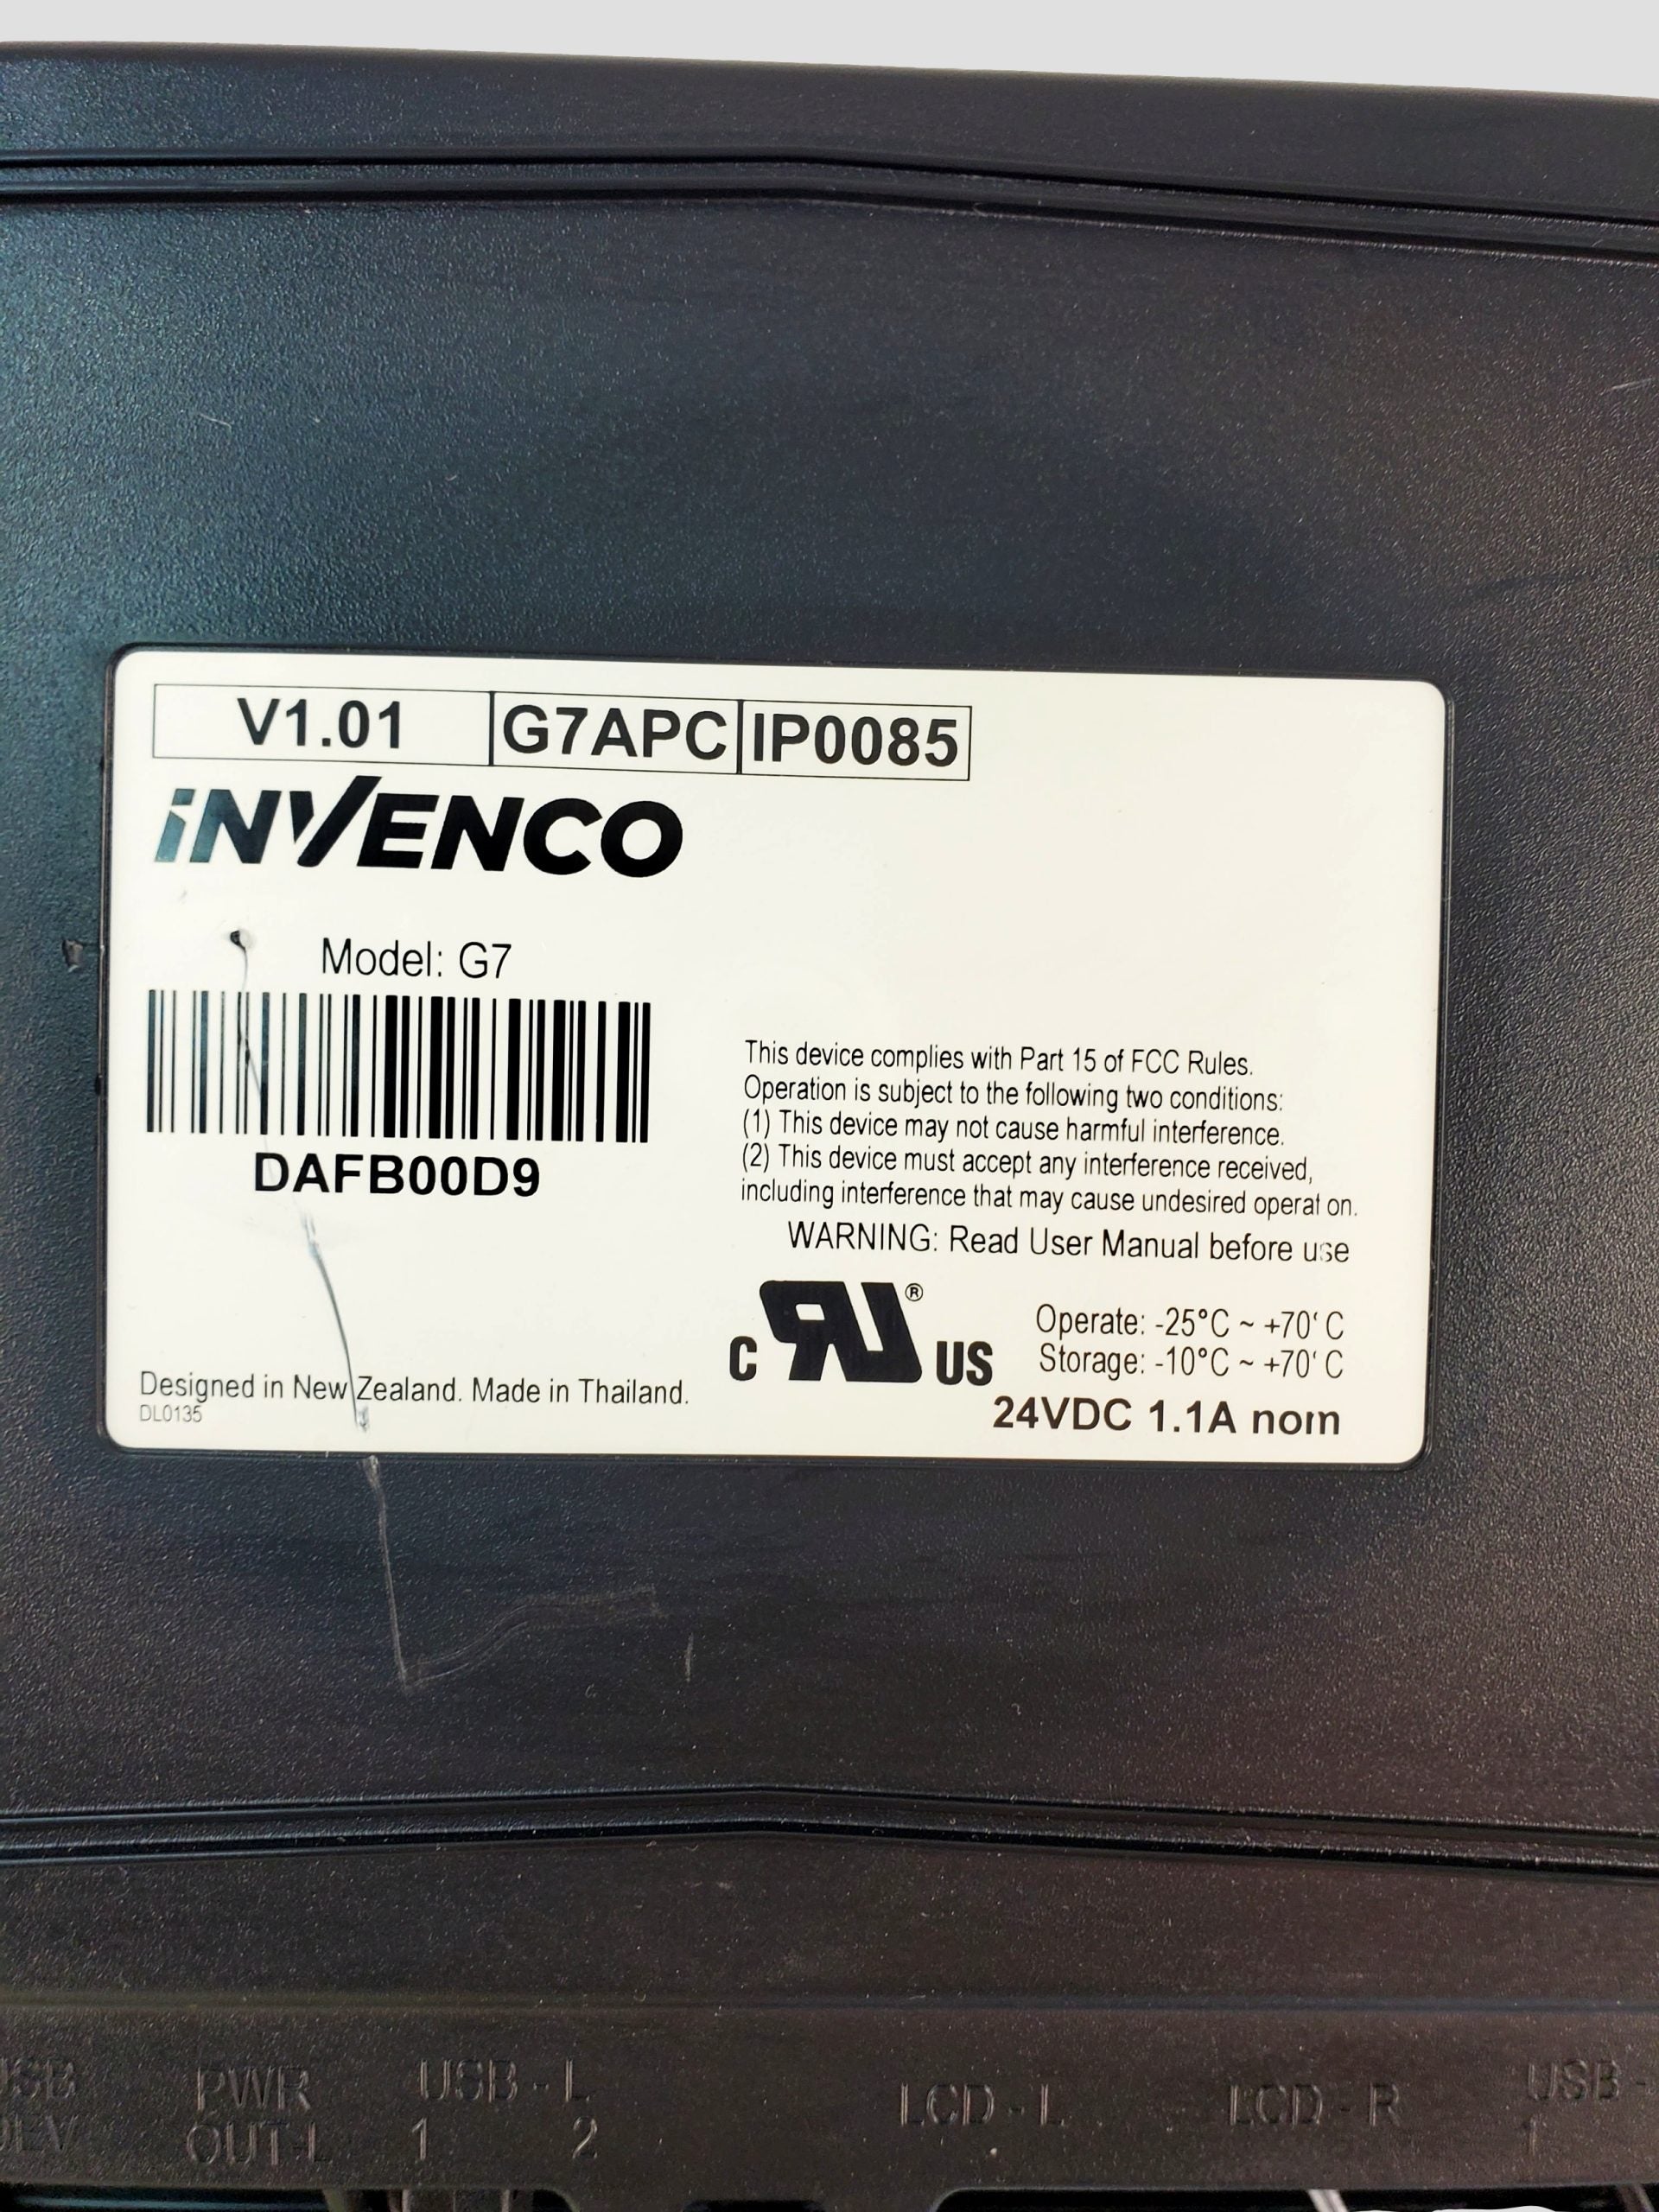 V1.01 G7APC IP0085
iNVENCO
Model: G7
DAFB00D9
This device complies with Part 15 of FCC Rules.
Operation is subject to the following two conditions:
(1) This device may not cause harmful interference.
(2) This device must accept any interference received,
including interference that may cause undesired operat on.
WARNING: Read User Manual before use
C RU ® US
Operate: -25°C ~ +70°C
Storage: -10°C ~ +70°C
24VDC 1.1A nom
Designed in New Zealand. Made in Thailand.
DL0135
USB PWR USB - L LCD - L LCD - R USB -
DEV OUT-L 1 2 1